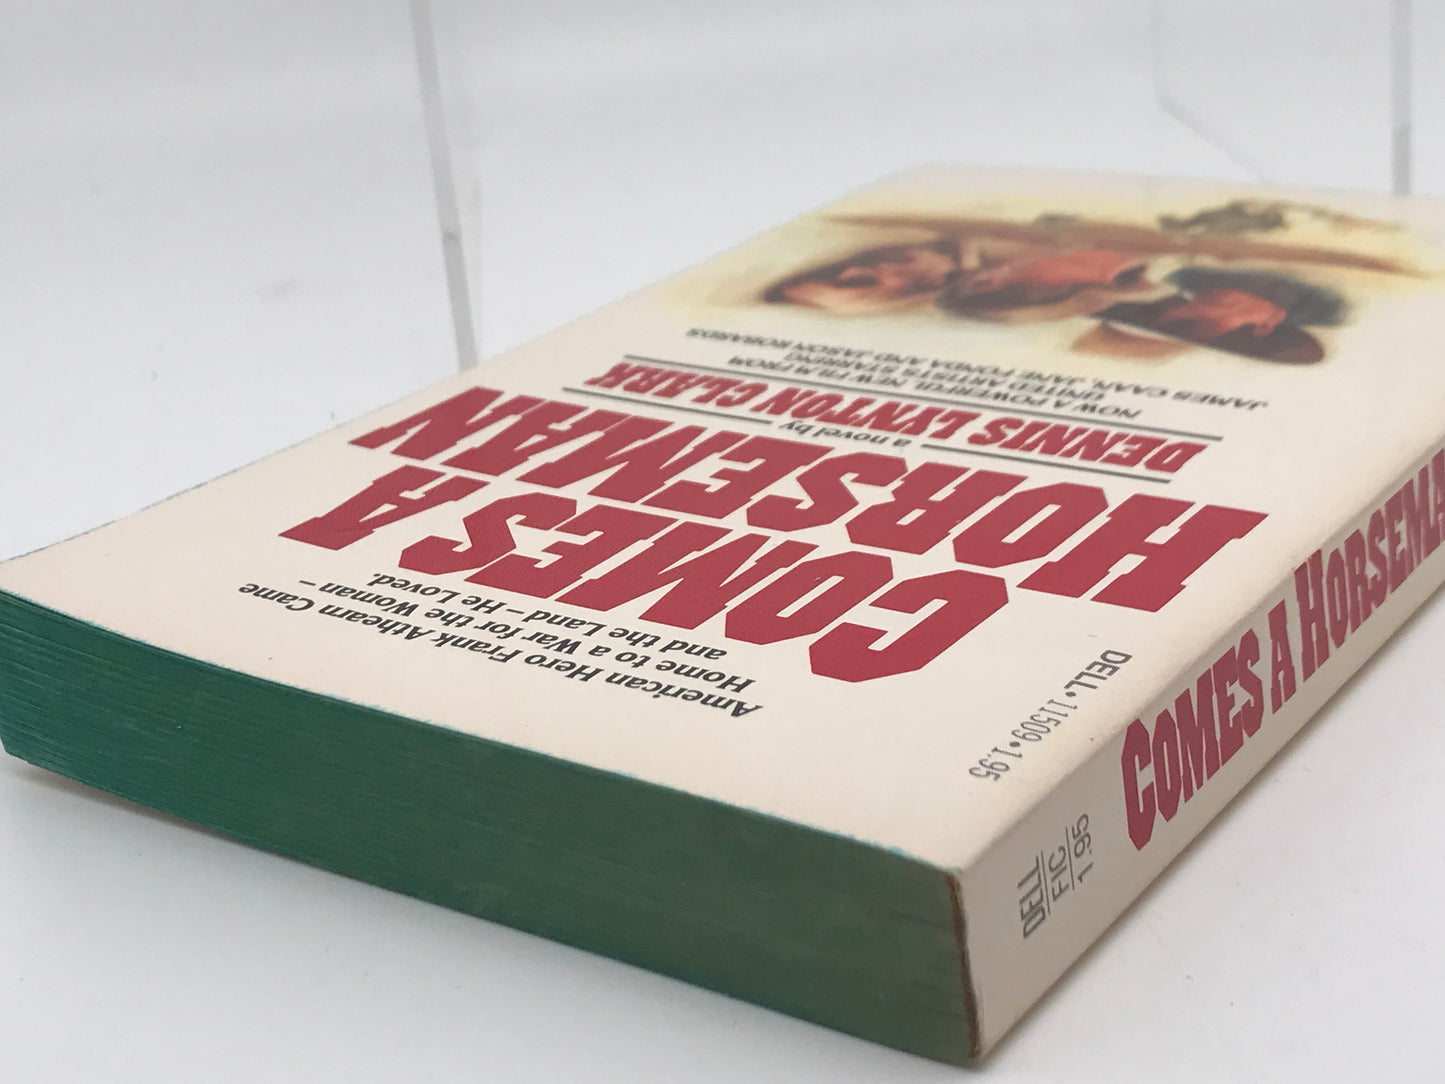 American Hero Frank Athearn Came
Home to a War for the Woman –
and the Land – He Loved.
COMES A
HORSEMAN
a novel by
DENNIS LYNTON CLARK
NOW A POWERFUL NEW FILM FROM
UNITED ARTISTS STARRING
JAMES CAAN, JANE FONDA AND JASON ROBARDS
DELL • 11509 • 1.95
DELL
FIC
1.95
COMES A HORSEMA